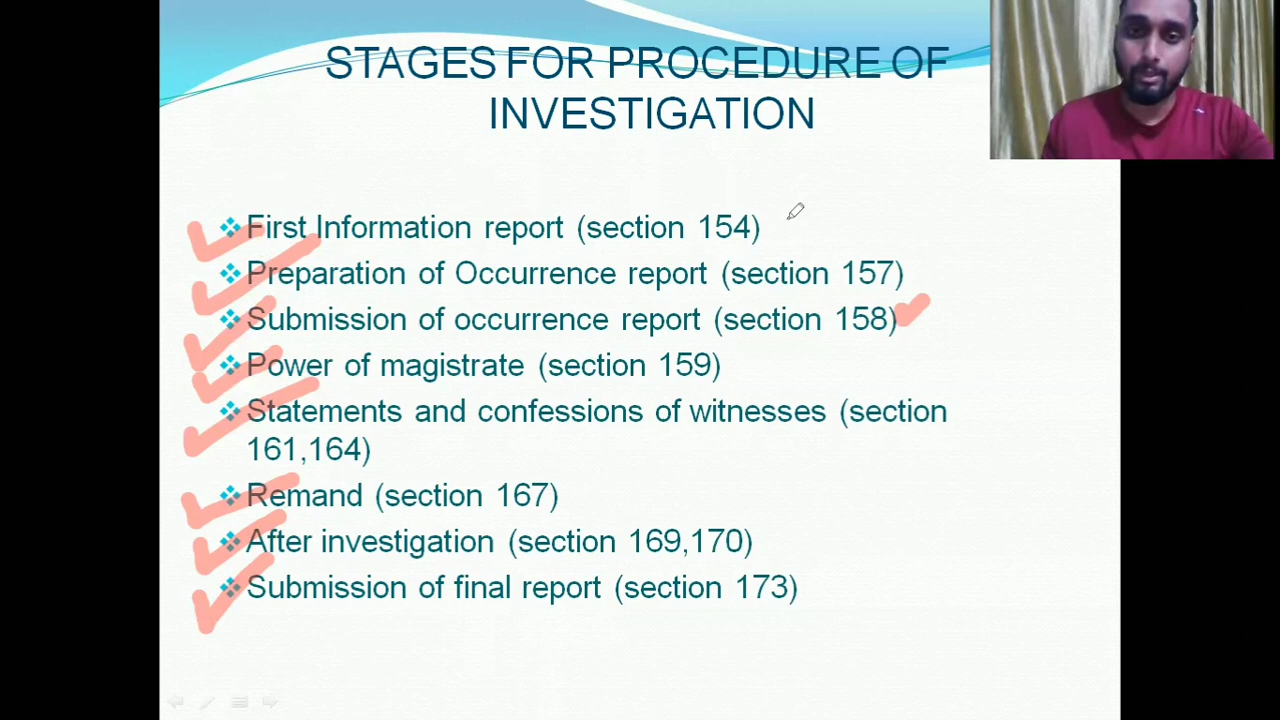 STAGES FOR PROCEDURE OF
INVESTIGATION
First Information report (section 154)
Preparation of Occurrence report (section 157)
Submission of occurrence report (section 158)
Power of magistrate (section 159)
Statements and confessions of witnesses (section
161,164)
Remand (section 167)
After investigation (section 169,170)
Submission of final report (section 173)